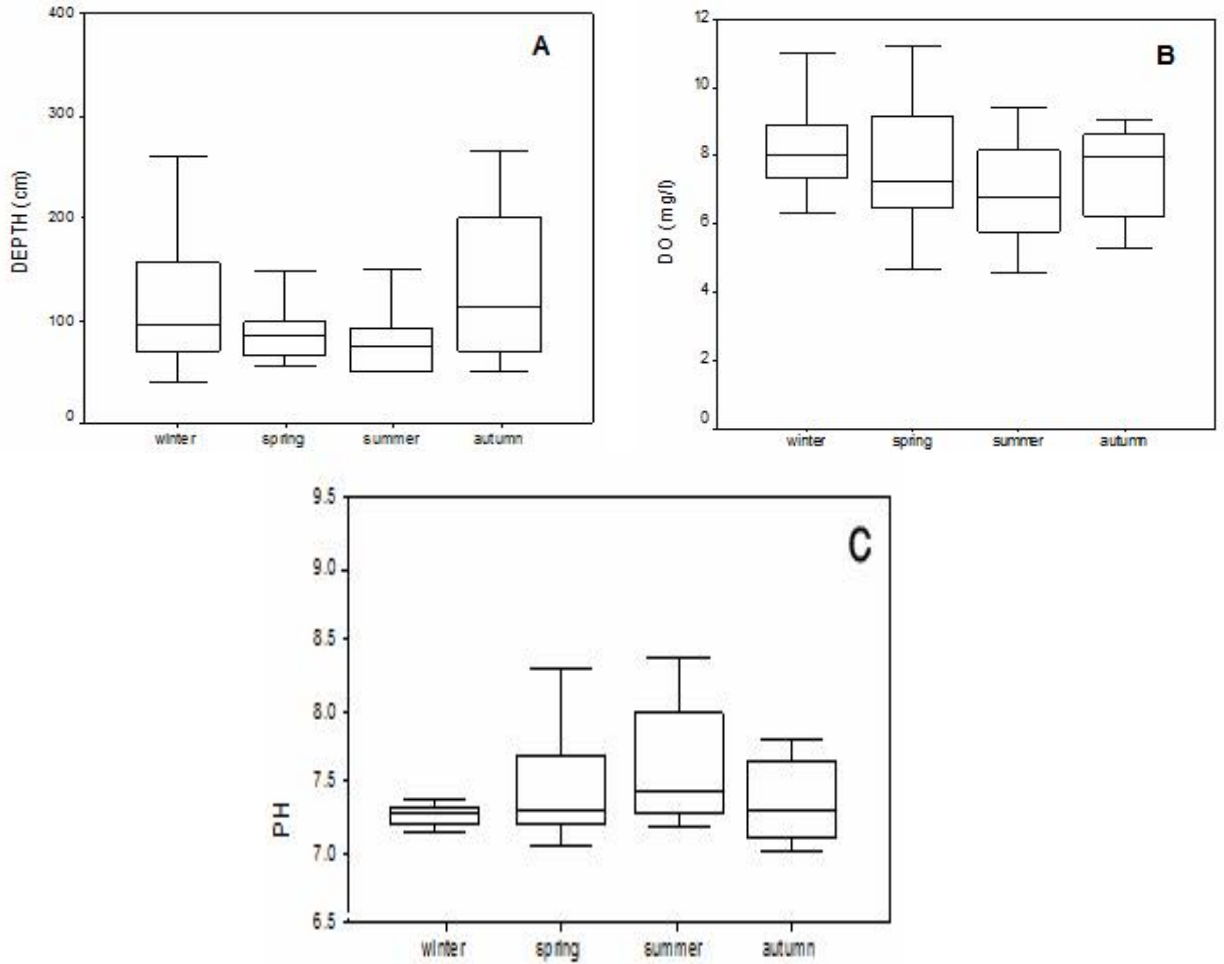 A
400
300
200
100
0
DEPTH (cm)
winter spring summer autumn
B
12
10
8
6
4
2
0
DO (mg/l)
winter spring summer autumn
C
9.5
9.0
8.5
8.0
7.5
7.0
6.5
PH
winter spring summer autumn